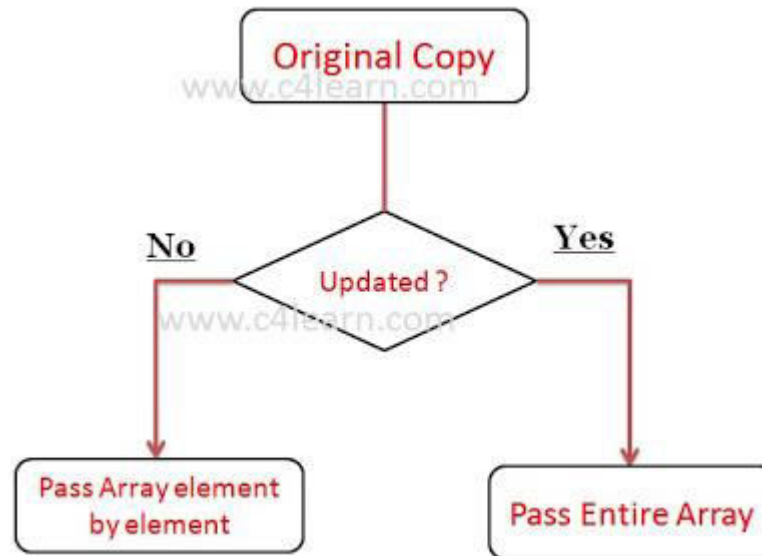 Original Copy
www.c4learn.com
No
Yes
Updated ?
www.c4learn.com
Pass Array element
by element
Pass Entire Array